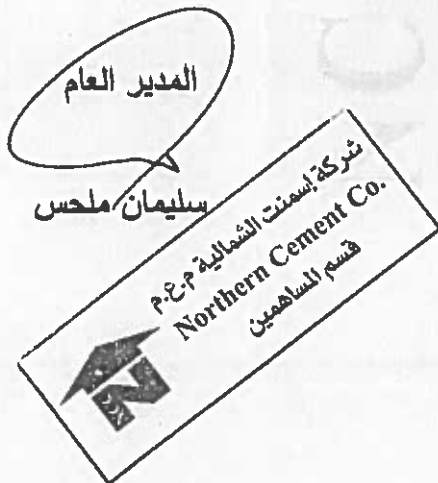 المدير العام
سليمان ملحس
شركة إسمنت الشمالية م.ع.م
Northern Cement Co.
قسم المساهمين